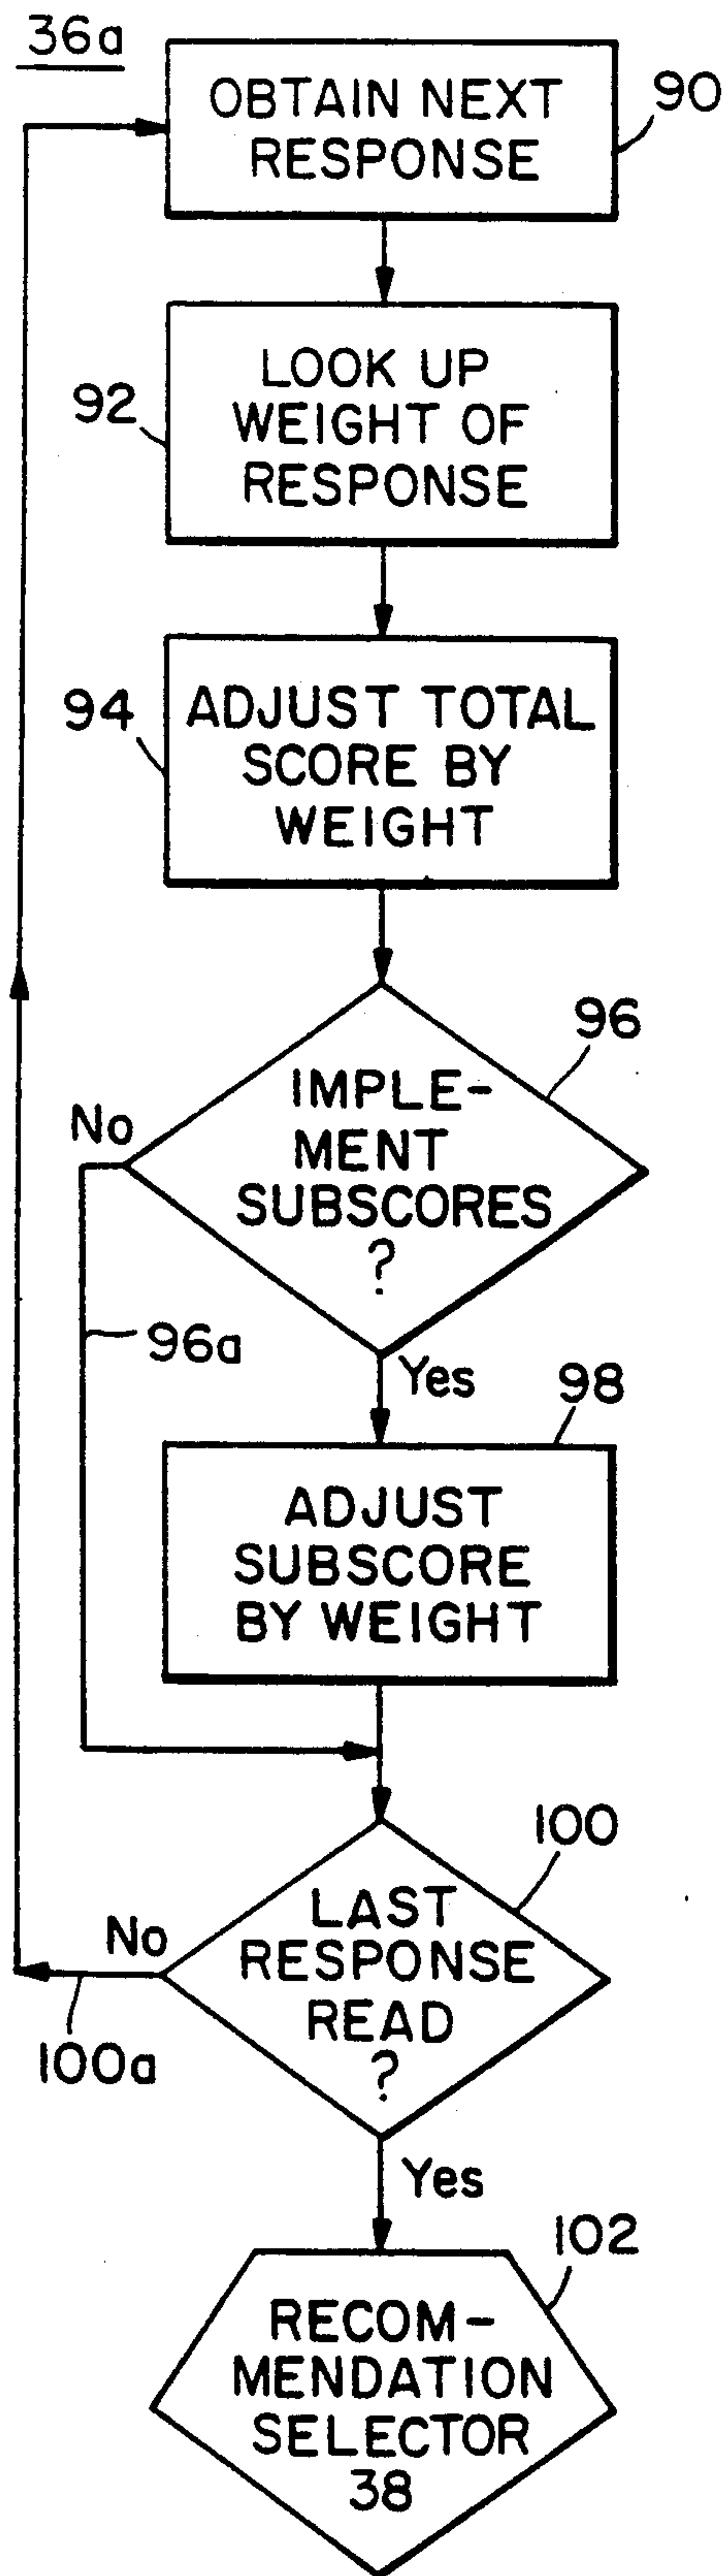 36a
OBTAIN NEXT
RESPONSE
90
LOOK UP
WEIGHT OF
RESPONSE
92
94
ADJUST TOTAL
SCORE BY
WEIGHT
96
IMPLE-
MENT
SUBSCORES
?
No
96a
Yes
98
ADJUST
SUBSCORE
BY WEIGHT
100
LAST
RESPONSE
READ
?
No
100a
Yes
102
RECOM-
MENDATION
SELECTOR
38